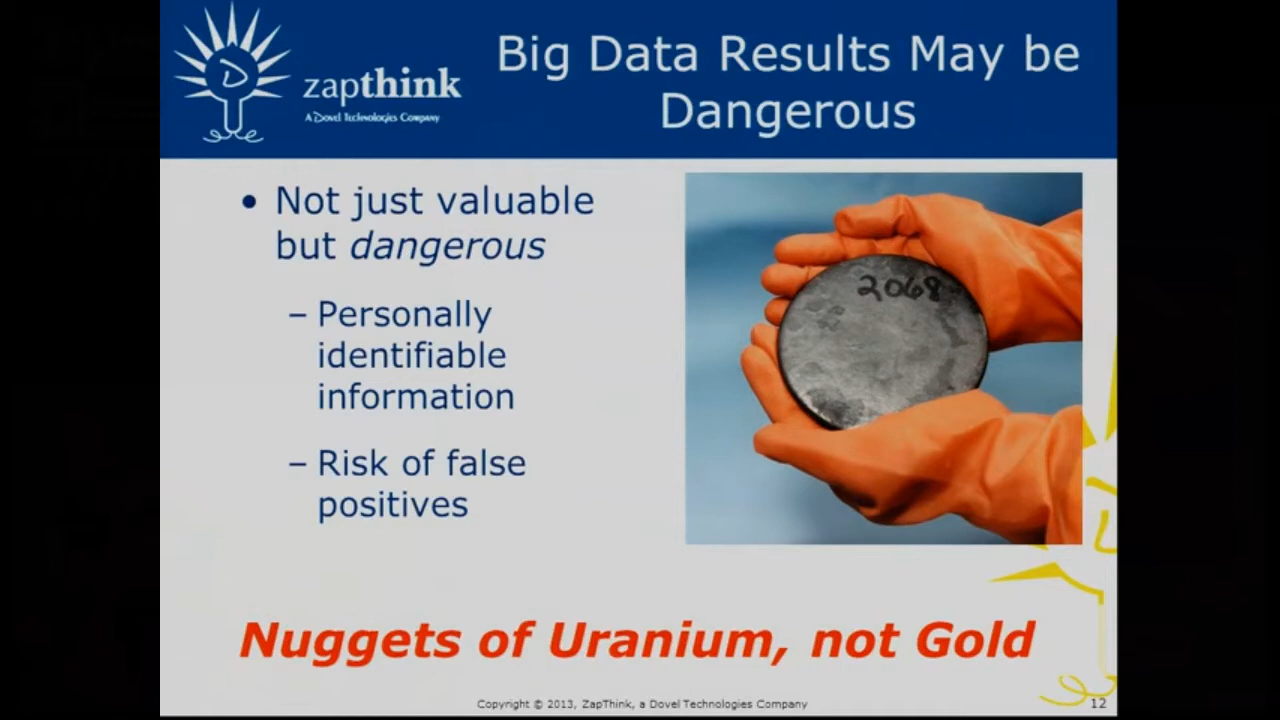 zapthink
A Dovel Technologies Company
Big Data Results May be
Dangerous
• Not just valuable
but dangerous
– Personally
identifiable
information
– Risk of false
positives
2068
Nuggets of Uranium, not Gold
Copyright © 2013, ZapThink, a Dovel Technologies Company
12